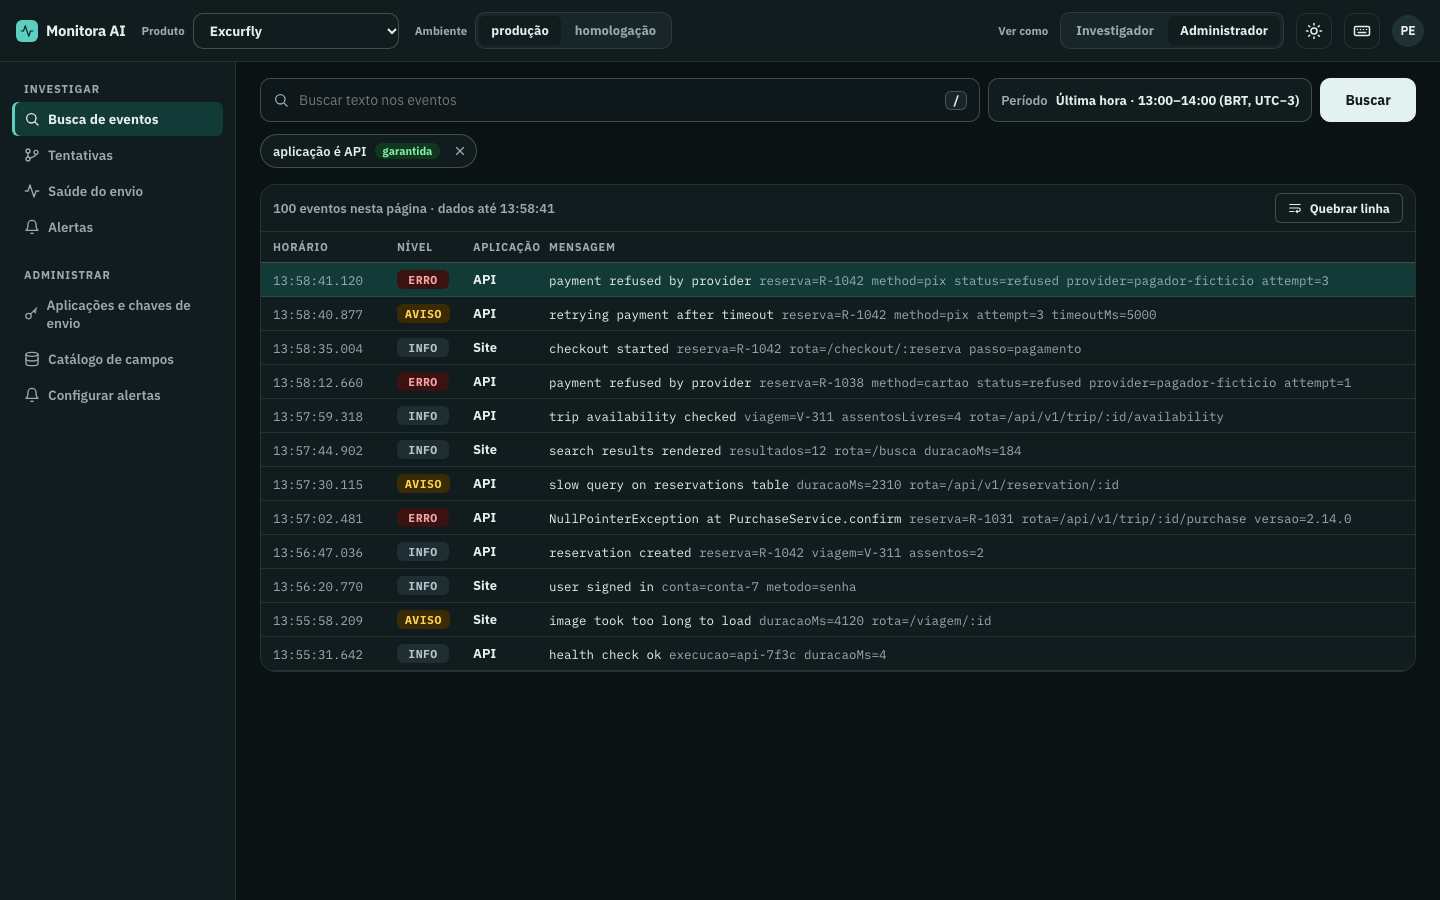 Monitora AI Produto Excurfly Ambiente produção homologação Ver como Investigador Administrador PE
INVESTIGAR
Busca de eventos
Tentativas
Saúde do envio
Alertas
ADMINISTRAR
Aplicações e chaves de
envio
Catálogo de campos
Configurar alertas
Buscar texto nos eventos / Período Última hora · 13:00–14:00 (BRT, UTC−3) Buscar
aplicação é API garantida ×
100 eventos nesta página · dados até 13:58:41 Quebrar linha
HORÁRIO NÍVEL APLICAÇÃO MENSAGEM
13:58:41.120 ERRO API payment refused by provider reserva=R-1042 method=pix status=refused provider=pagador-ficticio attempt=3
13:58:40.877 AVISO API retrying payment after timeout reserva=R-1042 method=pix attempt=3 timeoutMs=5000
13:58:35.004 INFO Site checkout started reserva=R-1042 rota=/checkout/:reserva passo=pagamento
13:58:12.660 ERRO API payment refused by provider reserva=R-1038 method=cartao status=refused provider=pagador-ficticio attempt=1
13:57:59.318 INFO API trip availability checked viagem=V-311 assentosLivres=4 rota=/api/v1/trip/:id/availability
13:57:44.902 INFO Site search results rendered resultados=12 rota=/busca duracaoMs=184
13:57:30.115 AVISO API slow query on reservations table duracaoMs=2310 rota=/api/v1/reservation/:id
13:57:02.481 ERRO API NullPointerException at PurchaseService.confirm reserva=R-1031 rota=/api/v1/trip/:id/purchase versao=2.14.0
13:56:47.036 INFO API reservation created reserva=R-1042 viagem=V-311 assentos=2
13:56:20.770 INFO Site user signed in conta=conta-7 metodo=senha
13:55:58.209 AVISO Site image took too long to load duracaoMs=4120 rota=/viagem/:id
13:55:31.642 INFO API health check ok execucao=api-7f3c duracaoMs=4